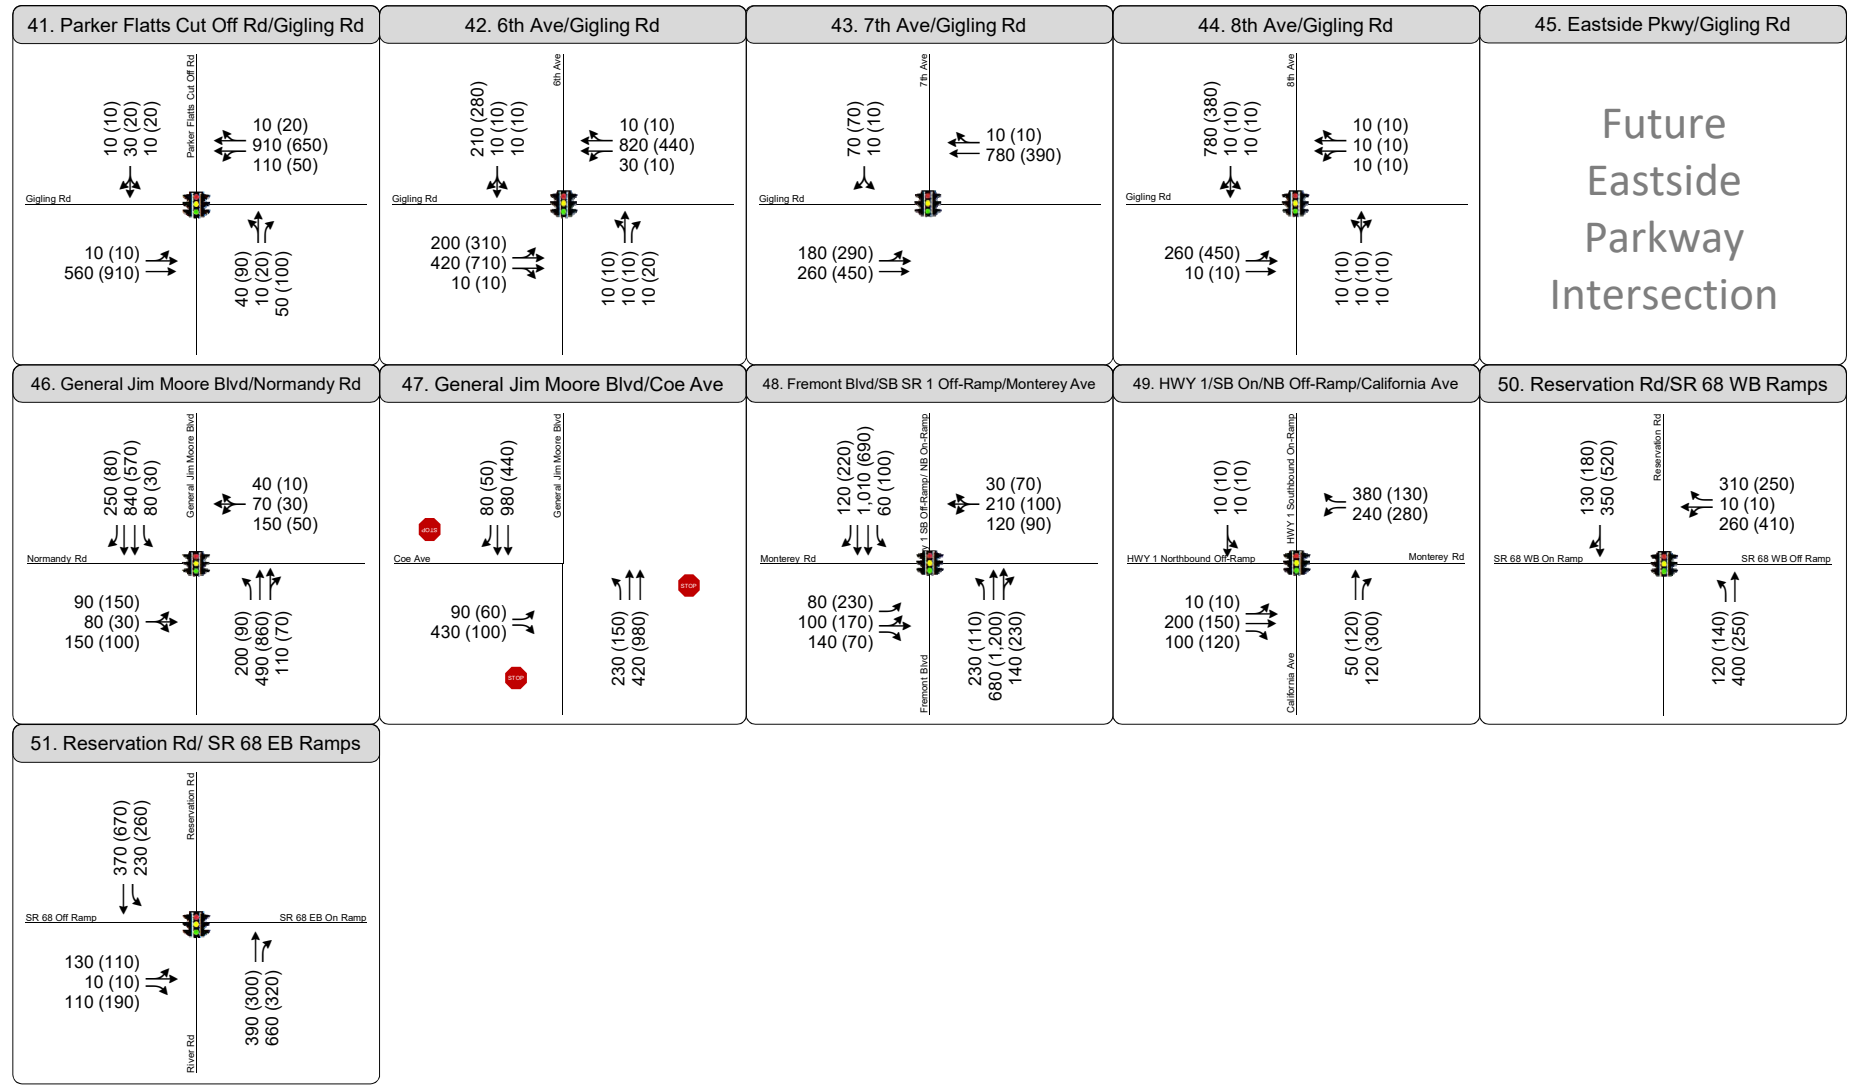 41. Parker Flatts Cut Off Rd/Gigling Rd
10 (10)
30 (20)
10 (20)
Parker Flatts Cut Off Rd
10 (20)
910 (650)
110 (50)
Gigling Rd
10 (10)
560 (910)
40 (90)
10 (20)
50 (100)
42. 6th Ave/Gigling Rd
210 (280)
10 (10)
10 (10)
6th Ave
10 (10)
820 (440)
30 (10)
Gigling Rd
200 (310)
420 (710)
10 (10)
10 (10)
10 (10)
10 (20)
43. 7th Ave/Gigling Rd
70 (70)
10 (10)
7th Ave
10 (10)
780 (390)
Gigling Rd
180 (290)
260 (450)
44. 8th Ave/Gigling Rd
780 (380)
10 (10)
10 (10)
8th Ave
10 (10)
10 (10)
10 (10)
Gigling Rd
260 (450)
10 (10)
10 (10)
10 (10)
10 (10)
45. Eastside Pkwy/Gigling Rd
Future
Eastside
Parkway
Intersection
46. General Jim Moore Blvd/Normandy Rd
250 (80)
840 (570)
80 (30)
General Jim Moore Blvd
40 (10)
70 (30)
150 (50)
Normandy Rd
90 (150)
80 (30)
150 (100)
200 (90)
490 (860)
110 (70)
47. General Jim Moore Blvd/Coe Ave
80 (50)
980 (440)
General Jim Moore Blvd
STOP
Coe Ave
STOP
90 (60)
430 (100)
230 (150)
420 (980)
STOP
48. Fremont Blvd/SB SR 1 Off-Ramp/Monterey Ave
120 (220)
1,010 (690)
60 (100)
y 1 SB Off-Ramp/ NB On-Ramp
30 (70)
210 (100)
120 (90)
Monterey Rd
80 (230)
100 (170)
140 (70)
Fremont Blvd
230 (110)
680 (1,200)
140 (230)
49. HWY 1/SB On/NB Off-Ramp/California Ave
10 (10)
10 (10)
HWY 1 Southbound On-Ramp
380 (130)
240 (280)
HWY 1 Northbound Off-Ramp
Monterey Rd
10 (10)
200 (150)
100 (120)
California Ave
50 (120)
120 (300)
50. Reservation Rd/SR 68 WB Ramps
130 (180)
350 (520)
Reservation Rd
310 (250)
10 (10)
260 (410)
SR 68 WB On Ramp
SR 68 WB Off Ramp
120 (140)
400 (250)
51. Reservation Rd/ SR 68 EB Ramps
370 (670)
230 (260)
Reservation Rd
SR 68 Off Ramp
SR 68 EB On Ramp
130 (110)
10 (10)
110 (190)
River Rd
390 (300)
660 (320)